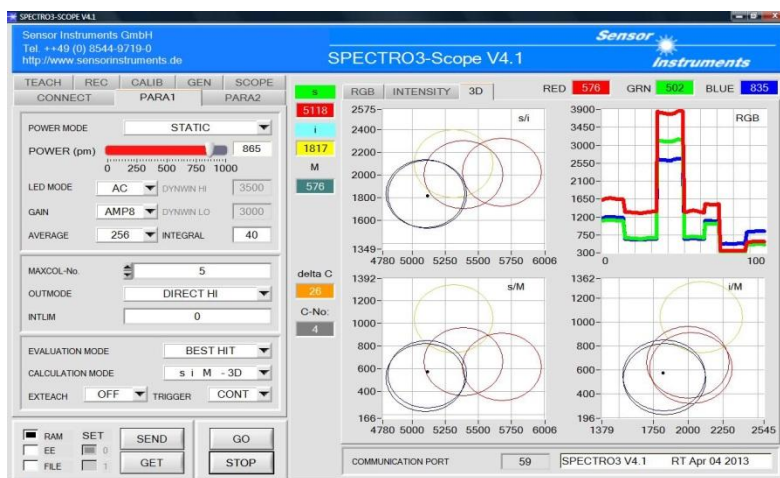 SPECTRO3-SCOPE V4.1
Sensor Instruments GmbH
Tel. ++49 (0) 8544-9719-0
http://www.sensorinstruments.de
SPECTRO3-Scope V4.1
Sensor
Instruments
TEACH REC CALIB GEN SCOPE
CONNECT PARA1 PARA2
POWER MODE STATIC
POWER (pm) 865
0 250 500 750 1000
LED MODE AC DYNWIN HI 3500
GAIN AMP8 DYNWIN LO 3000
AVERAGE 256 INTEGRAL 40
MAXCOL-No. 5
OUTMODE DIRECT HI
INTLIM 0
EVALUATION MODE BEST HIT
CALCULATION MODE s i M - 3D
EXTEACH OFF TRIGGER CONT
RAM SET SEND GO
EE 0
FILE 1 GET STOP
s
5118
i
1817
M
576
delta C
26
C-No:
4
RGB INTENSITY 3D RED 576 GRN 502 BLUE 835
s/i
2575-
2400-
2200-
2000-
1800-
1600-
1349-
4780 5000 5250 5500 5750 6006
RGB
3900-
3450-
3000-
2550-
2100-
1650-
1200-
750-
300-
0 100
s/M
1392-
1200-
1000-
800-
600-
400-
166-
4780 5000 5250 5500 5750 6006
i/M
1362-
1200-
1000-
800-
600-
400-
196-
1379 1750 2000 2250 2545
COMMUNICATION PORT 59 SPECTRO3 V4.1 RT Apr 04 2013